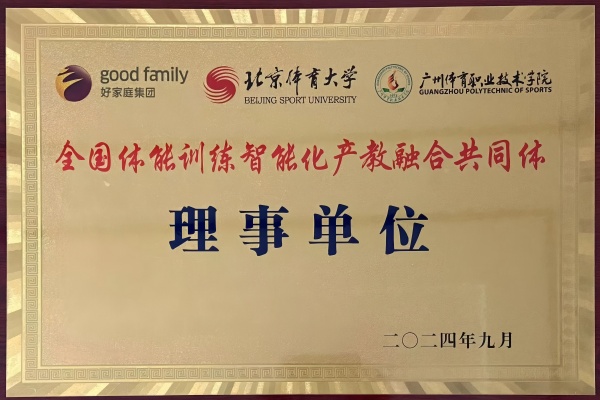 good family
好家庭集团
北京体育大学
BEIJING SPORT UNIVERSITY
广州体育职业技术学院
GUANGZHOU POLYTECHNIC OF SPORTS
全国体能训练智能化产教融合共同体
理事单位
二〇二四年九月